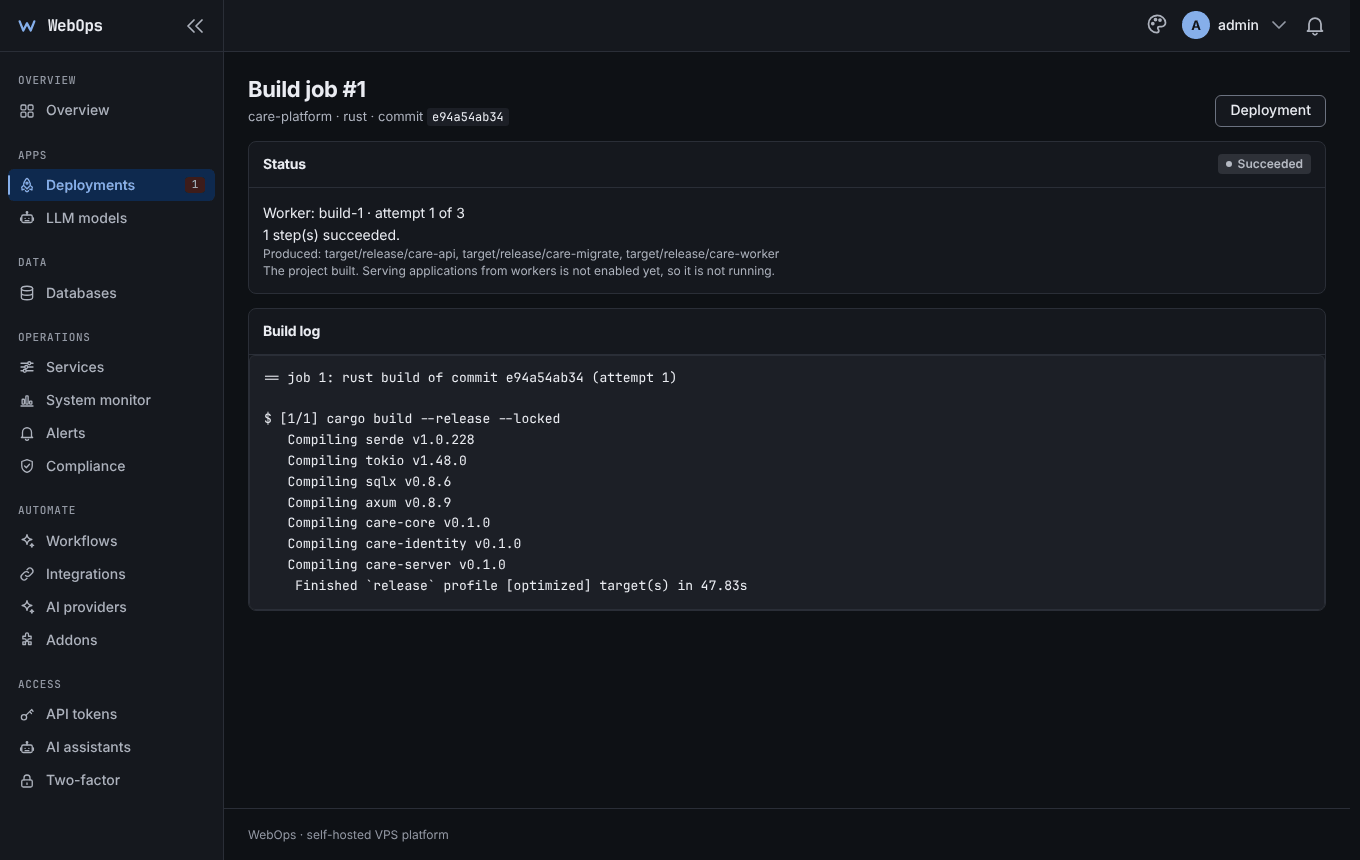 WebOps
A admin
OVERVIEW
Overview
APPS
Deployments 1
LLM models
DATA
Databases
OPERATIONS
Services
System monitor
Alerts
Compliance
AUTOMATE
Workflows
Integrations
AI providers
Addons
ACCESS
API tokens
AI assistants
Two-factor
Build job #1
care-platform · rust · commit e94a54ab34
Deployment
Status
Succeeded
Worker: build-1 · attempt 1 of 3
1 step(s) succeeded.
Produced: target/release/care-api, target/release/care-migrate, target/release/care-worker
The project built. Serving applications from workers is not enabled yet, so it is not running.
Build log
== job 1: rust build of commit e94a54ab34 (attempt 1)
$ [1/1] cargo build --release --locked
Compiling serde v1.0.228
Compiling tokio v1.48.0
Compiling sqlx v0.8.6
Compiling axum v0.8.9
Compiling care-core v0.1.0
Compiling care-identity v0.1.0
Compiling care-server v0.1.0
Finished `release` profile [optimized] target(s) in 47.83s
WebOps · self-hosted VPS platform